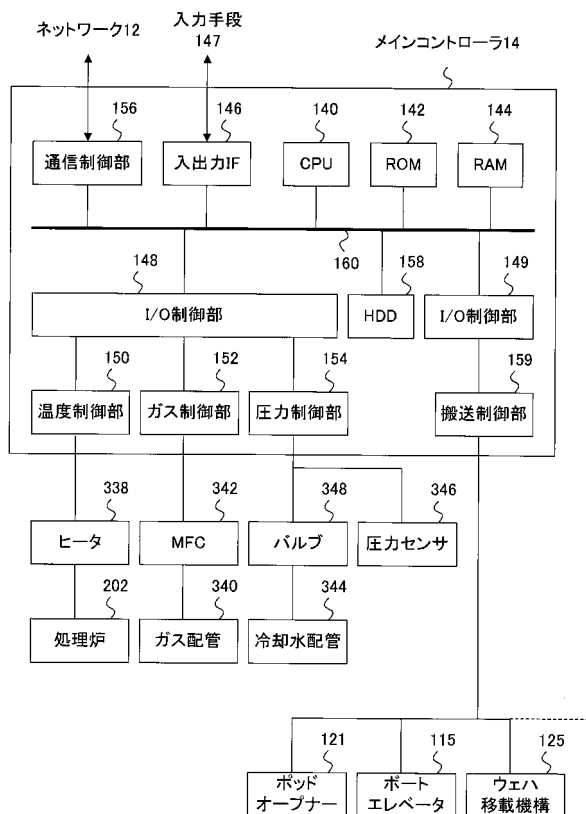 ネットワーク12
入力手段
147
メインコントローラ14
156
146
140
142
144
通信制御部
入出力IF
CPU
ROM
RAM
148
160
158
149
I/O制御部
HDD
I/O制御部
150
152
154
159
温度制御部
ガス制御部
圧力制御部
搬送制御部
338
342
348
346
ヒータ
MFC
バルブ
圧力センサ
202
340
344
処理炉
ガス配管
冷却水配管
121
115
125
ポッド
オープナー
ボート
エレベータ
ウェハ
移載機構